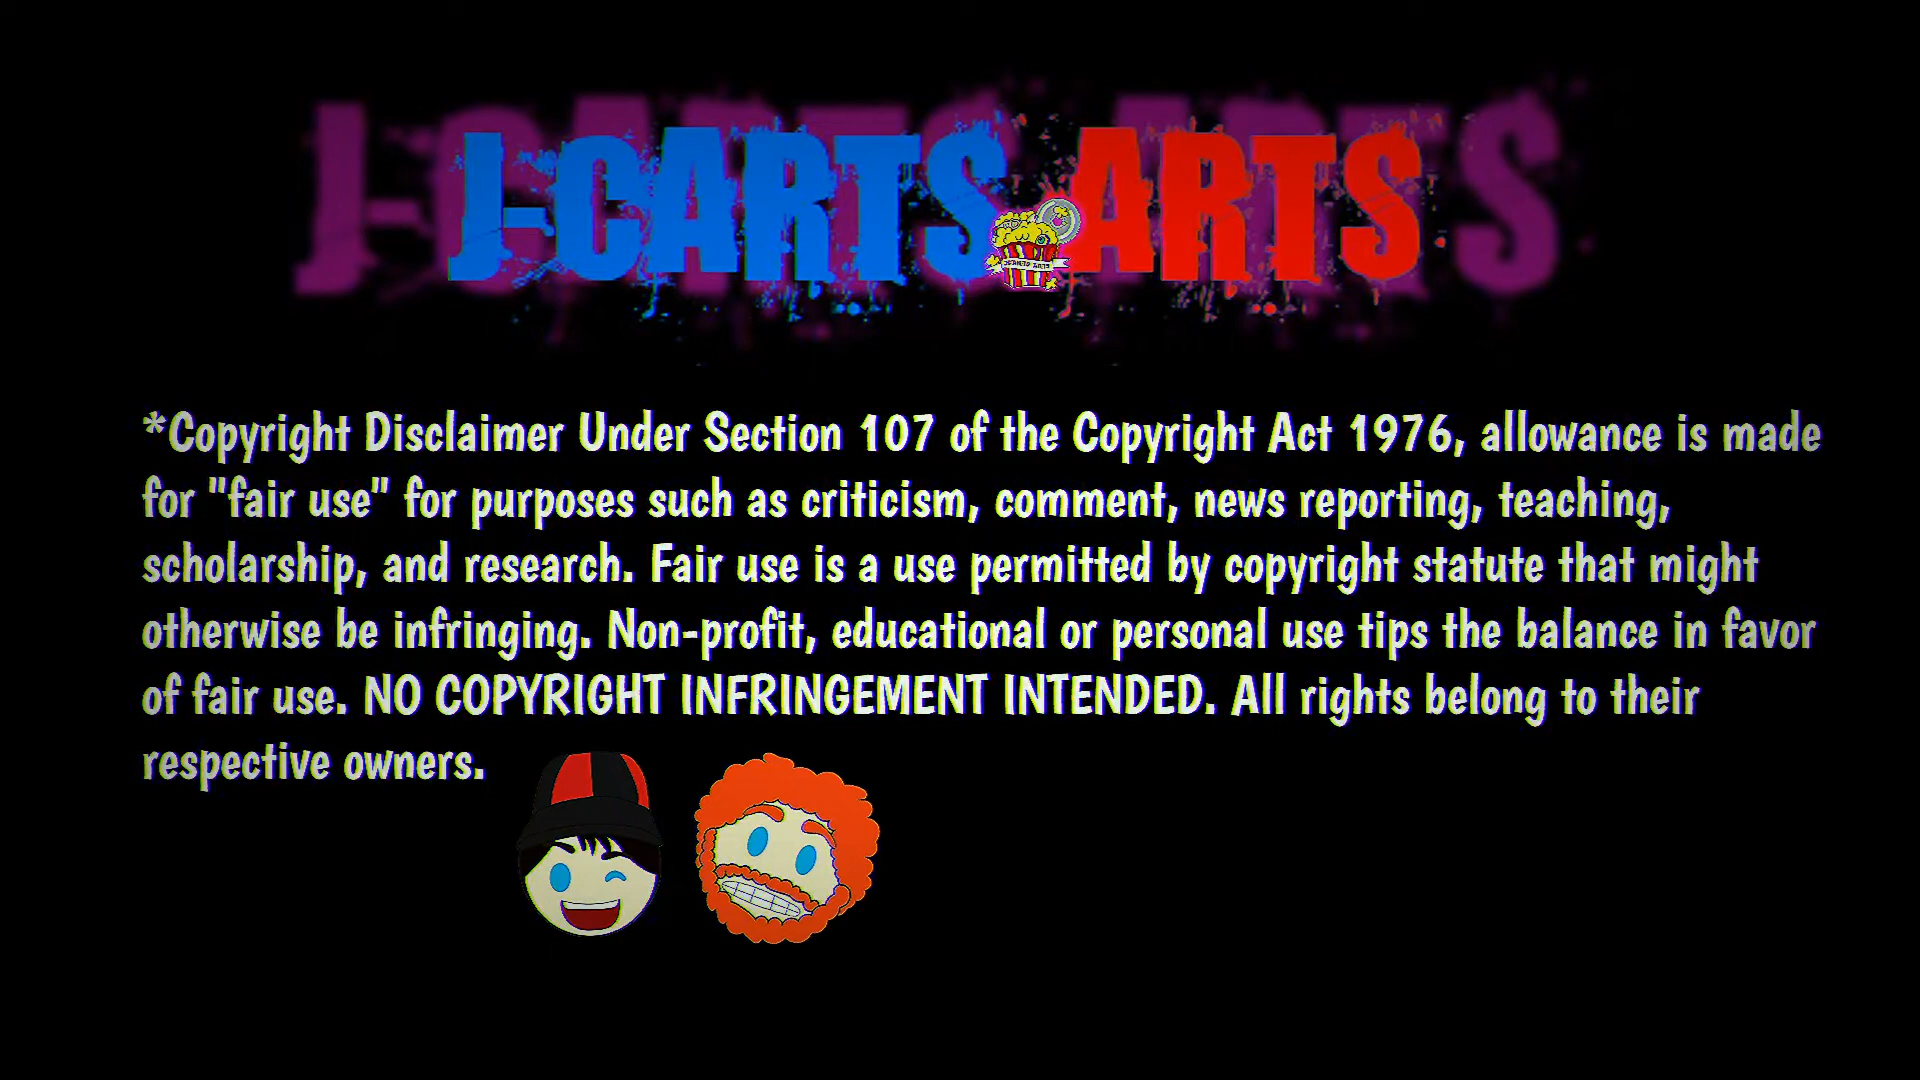 J-CARTS ARTS
J-CARTS ARTS
*Copyright Disclaimer Under Section 107 of the Copyright Act 1976, allowance is made
for "fair use" for purposes such as criticism, comment, news reporting, teaching,
scholarship, and research. Fair use is a use permitted by copyright statute that might
otherwise be infringing. Non-profit, educational or personal use tips the balance in favor
of fair use. NO COPYRIGHT INFRINGEMENT INTENDED. All rights belong to their
respective owners.